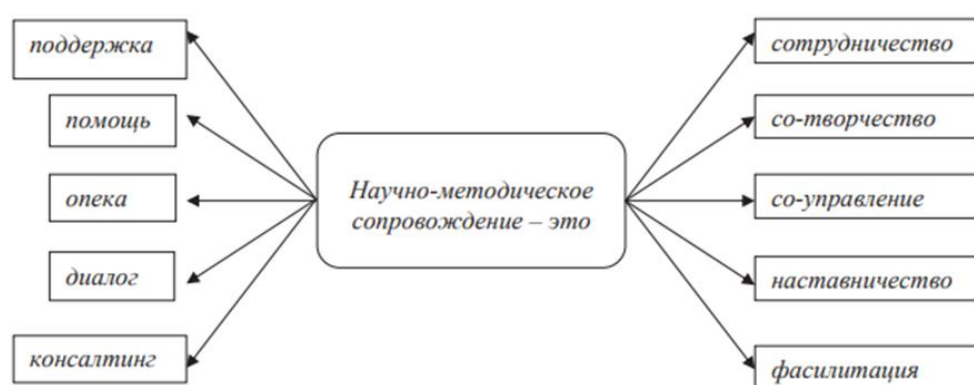 поддержка
помощь
опека
диалог
консалтинг
Научно-методическое
сопровождение – это
сотрудничество
со-творчество
со-управление
наставничество
фасилитация